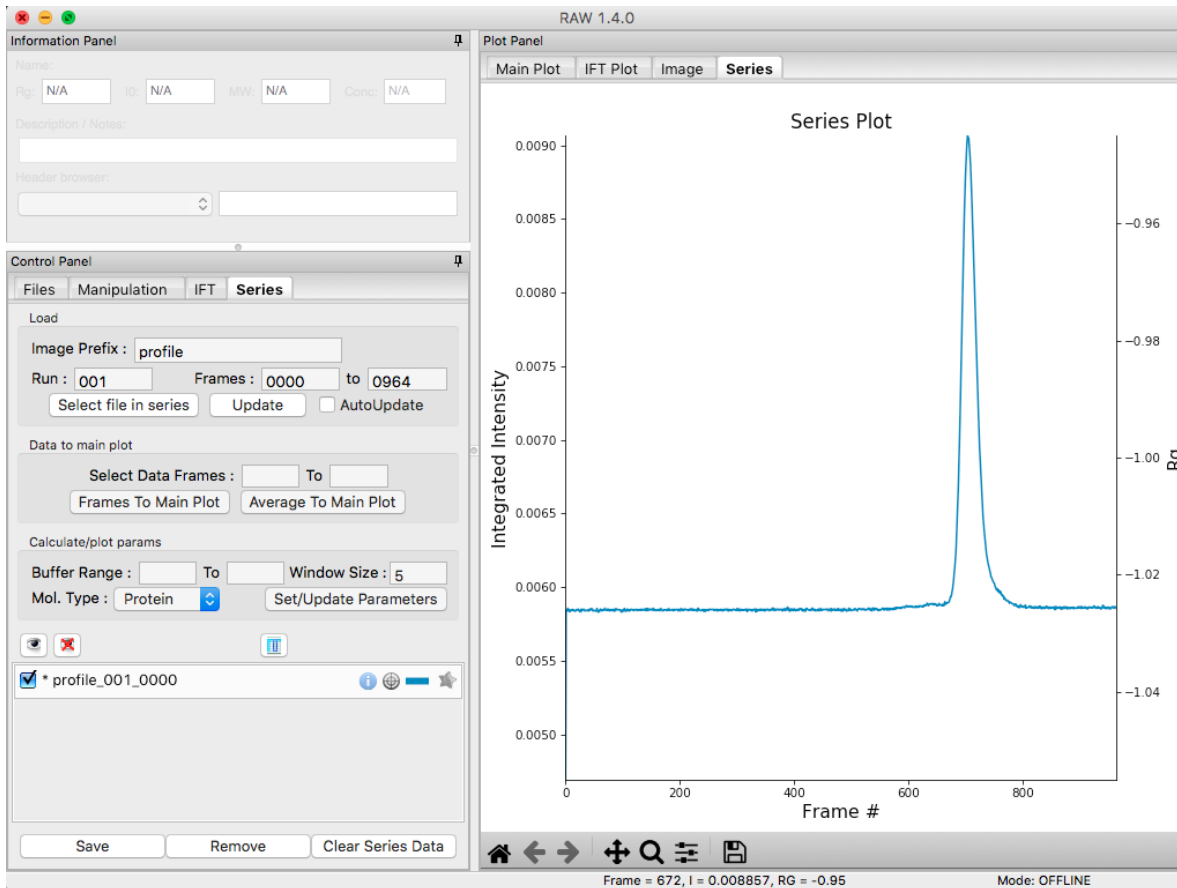 RAW 1.4.0
Information Panel
Name:
Rg: N/A I0: N/A MW: N/A Conc: N/A
Description / Notes:
Header browser:
Control Panel
Files Manipulation IFT Series
Load
Image Prefix : profile
Run : 001 Frames : 0000 to 0964
Select file in series Update AutoUpdate
Data to main plot
Select Data Frames : To
Frames To Main Plot Average To Main Plot
Calculate/plot params
Buffer Range : To Window Size : 5
Mol. Type : Protein Set/Update Parameters
* profile_001_0000
Save Remove Clear Series Data
Plot Panel
Main Plot IFT Plot Image Series
Series Plot
0.0090
0.0085
0.0080
0.0075
0.0070
0.0065
0.0060
0.0055
0.0050
Integrated Intensity
−0.96
−0.98
−1.00
−1.02
−1.04
Rg
0 200 400 600 800
Frame #
Frame = 672, I = 0.008857, RG = -0.95 Mode: OFFLINE